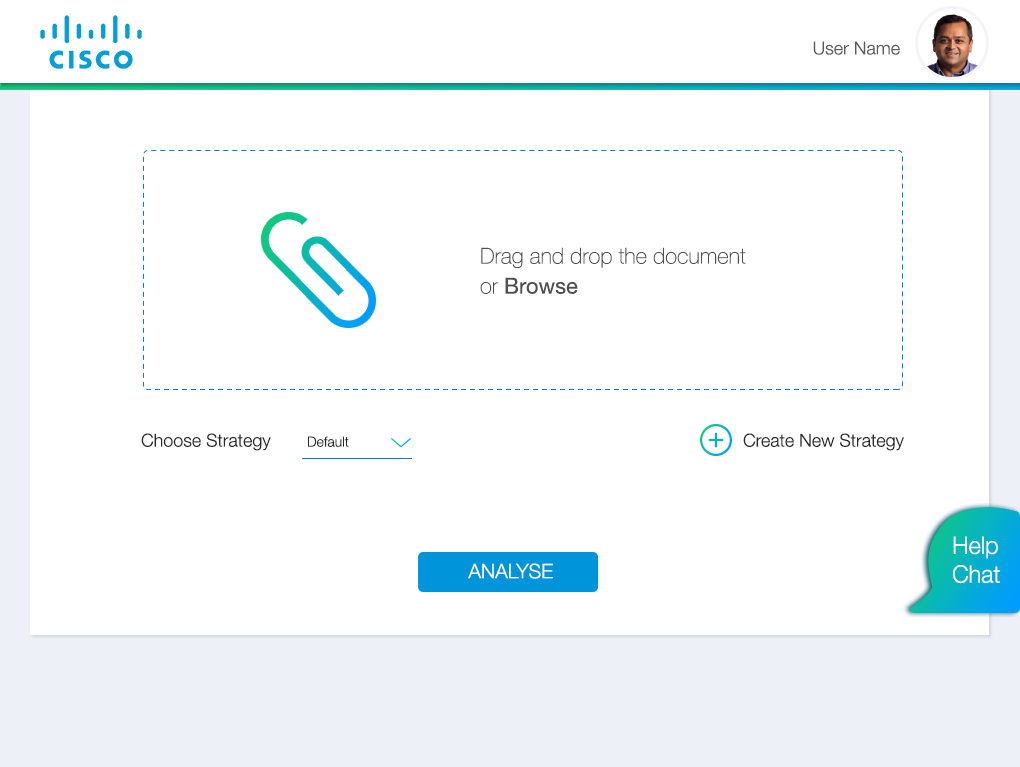 CISCO
User Name
Drag and drop the document
or Browse
Choose Strategy
Default
Create New Strategy
Help
Chat
ANALYSE